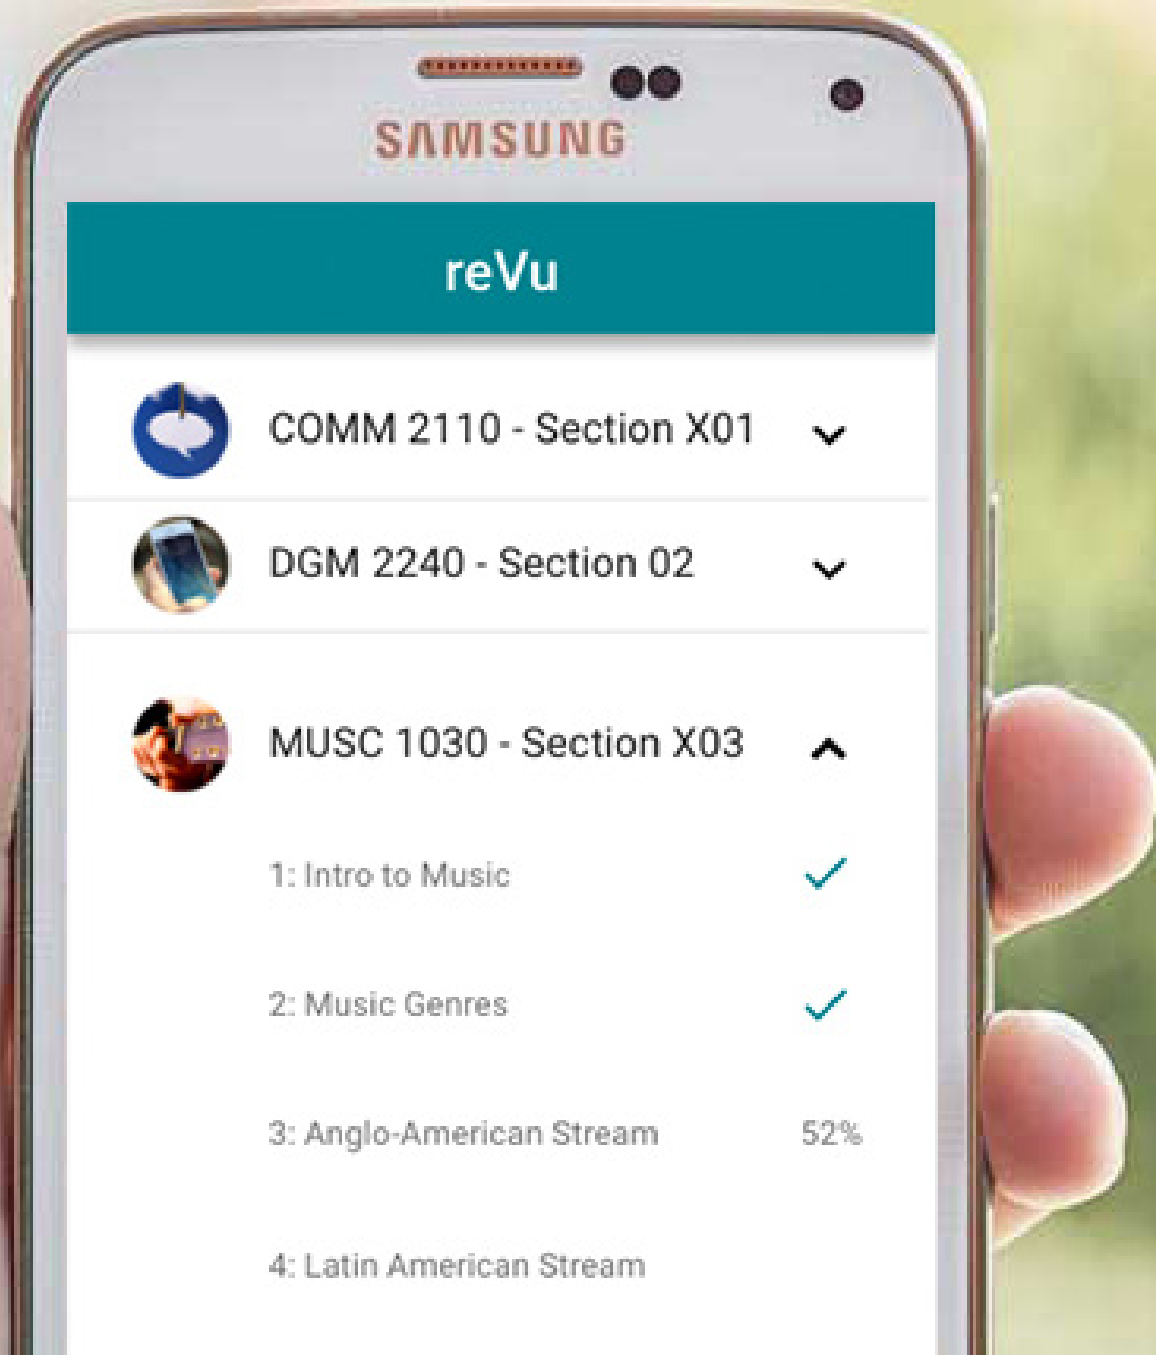 SAMSUNG
reVu
COMM 2110 - Section X01
DGM 2240 - Section 02
MUSC 1030 - Section X03
1: Intro to Music
2: Music Genres
3: Anglo-American Stream 52%
4: Latin American Stream